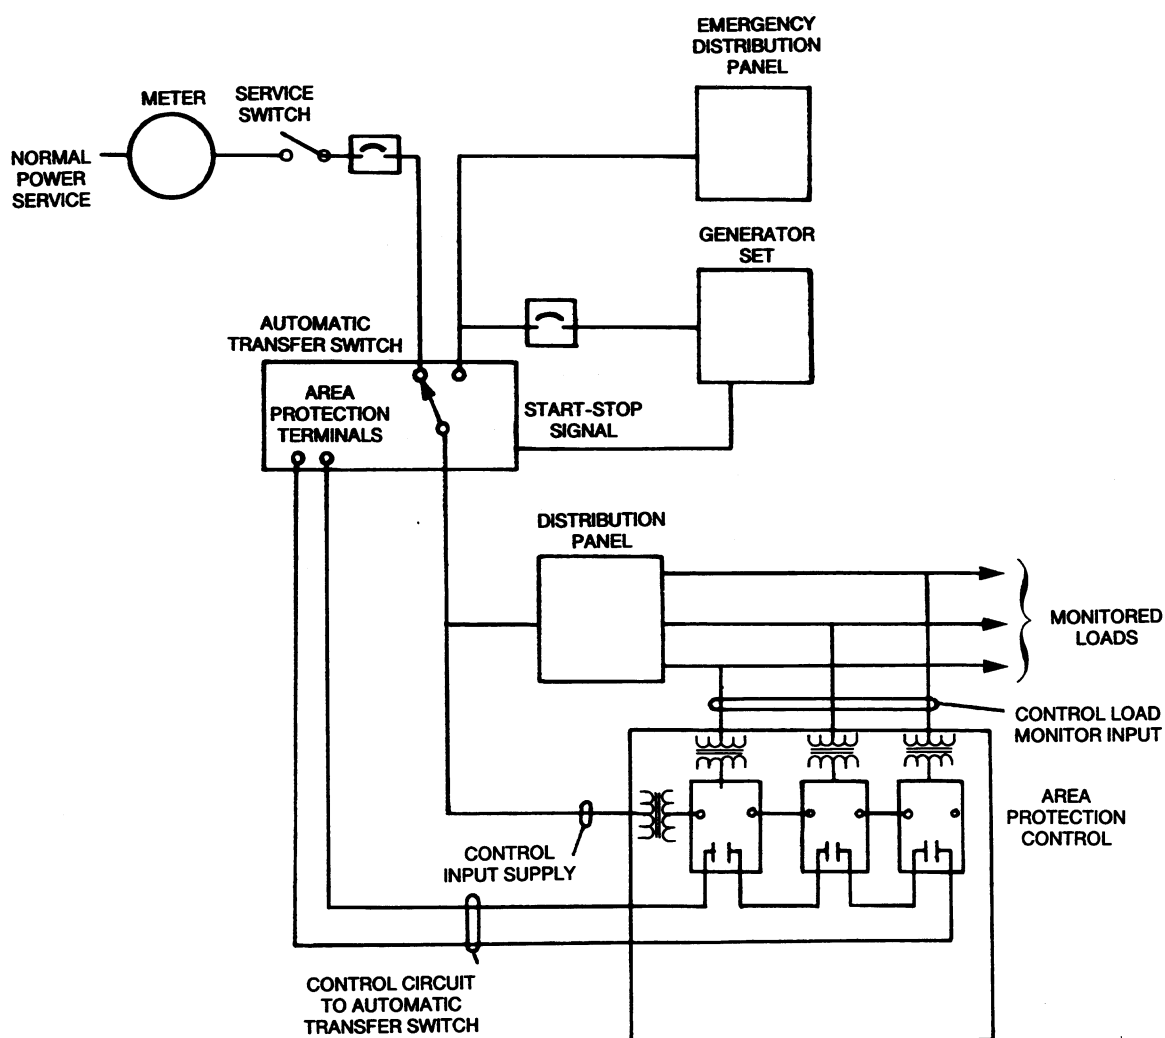 EMERGENCY
DISTRIBUTION
PANEL
METER
SERVICE
SWITCH
NORMAL
POWER
SERVICE
GENERATOR
SET
AUTOMATIC
TRANSFER SWITCH
AREA
PROTECTION
TERMINALS
START-STOP
SIGNAL
DISTRIBUTION
PANEL
MONITORED
LOADS
CONTROL LOAD
MONITOR INPUT
AREA
PROTECTION
CONTROL
CONTROL
INPUT SUPPLY
CONTROL CIRCUIT
TO AUTOMATIC
TRANSFER SWITCH